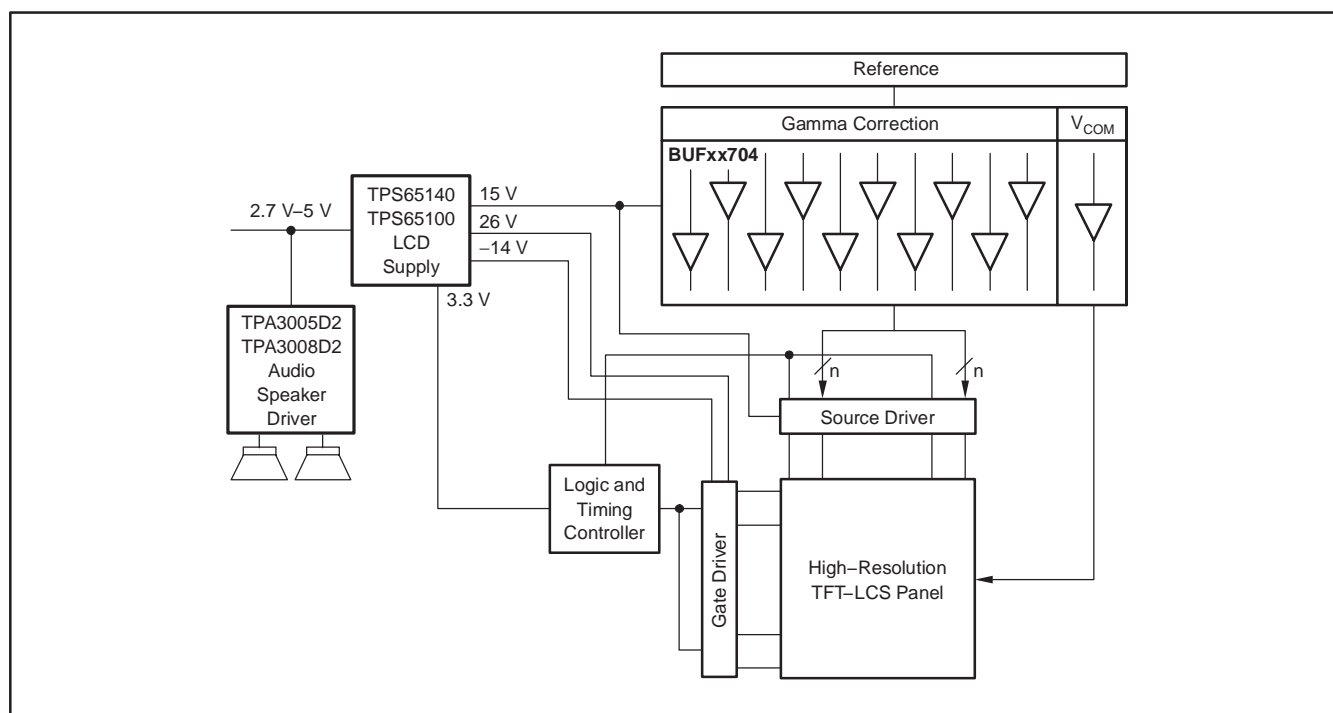 Reference
Gamma Correction
VCOM
BUFxx704
TPS65140
TPS65100
LCD
Supply
2.7 V–5 V
15 V
26 V
–14 V
3.3 V
TPA3005D2
TPA3008D2
Audio
Speaker
Driver
n
n
Source Driver
Logic and
Timing
Controller
Gate Driver
High–Resolution
TFT–LCS Panel